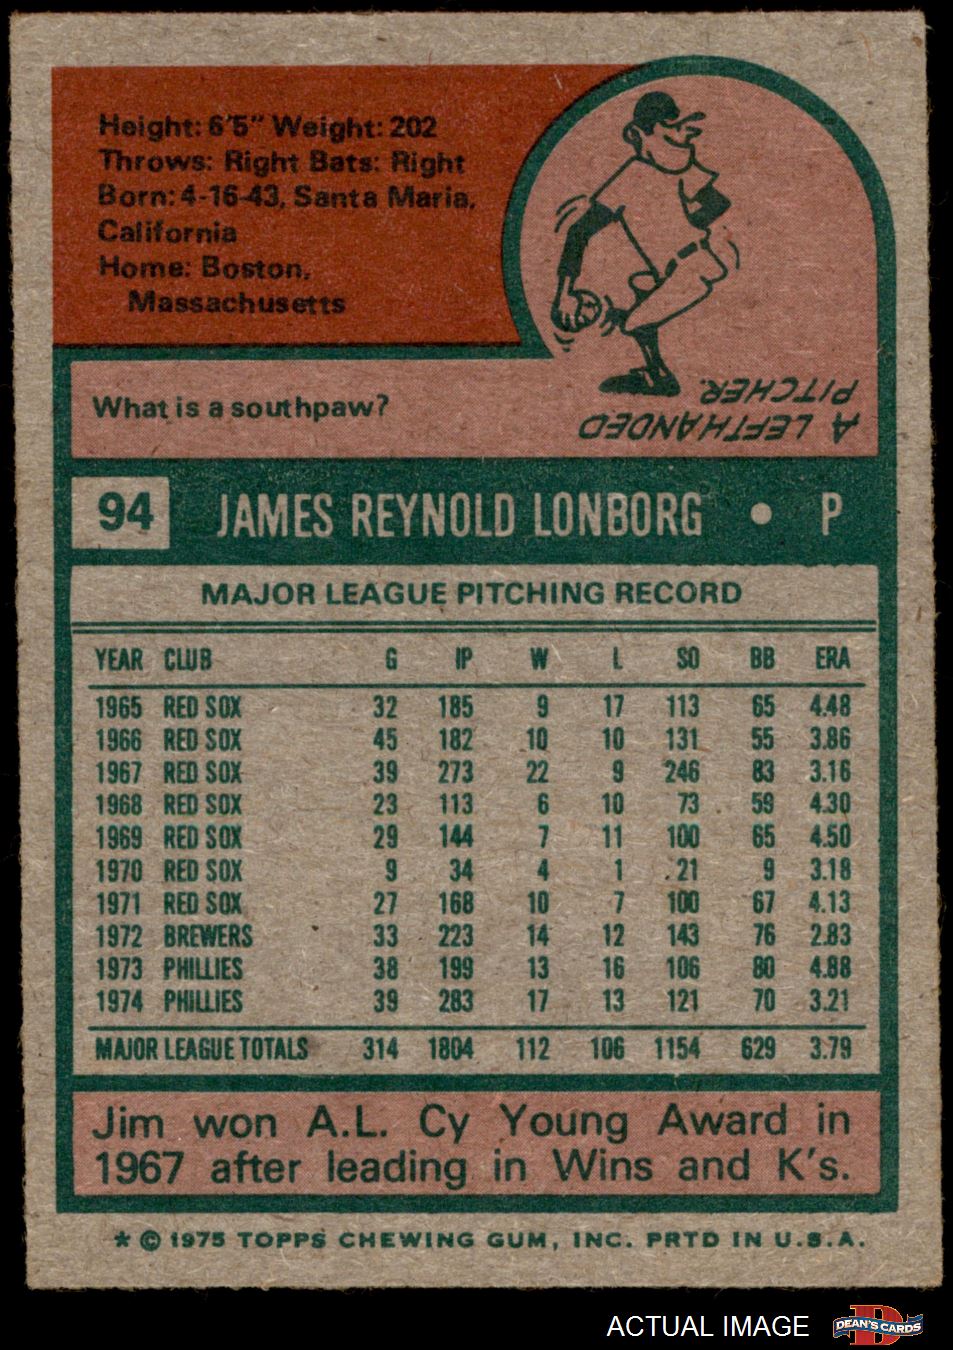 Height: 6'5" Weight: 202
Throws: Right Bats: Right
Born: 4-16-43, Santa Maria,
California
Home: Boston,
Massachusetts
What is a southpaw?
A LEFTHANDED
PITCHER.
94 JAMES REYNOLD LONBORG • P
MAJOR LEAGUE PITCHING RECORD
YEAR CLUB G IP W L SO BB ERA
1965 RED SOX 32 185 9 17 113 65 4.48
1966 RED SOX 45 182 10 10 131 55 3.86
1967 RED SOX 39 273 22 9 246 83 3.16
1968 RED SOX 23 113 6 10 73 59 4.30
1969 RED SOX 29 144 7 11 100 65 4.50
1970 RED SOX 9 34 4 1 21 9 3.18
1971 RED SOX 27 168 10 7 100 67 4.13
1972 BREWERS 33 223 14 12 143 76 2.83
1973 PHILLIES 38 199 13 16 106 80 4.88
1974 PHILLIES 39 283 17 13 121 70 3.21
MAJOR LEAGUE TOTALS 314 1804 112 106 1154 629 3.79
Jim won A.L. Cy Young Award in
1967 after leading in Wins and K's.
* © 1975 TOPPS CHEWING GUM, INC. PRTD IN U.S.A.
ACTUAL IMAGE
D
DEAN'S CARDS